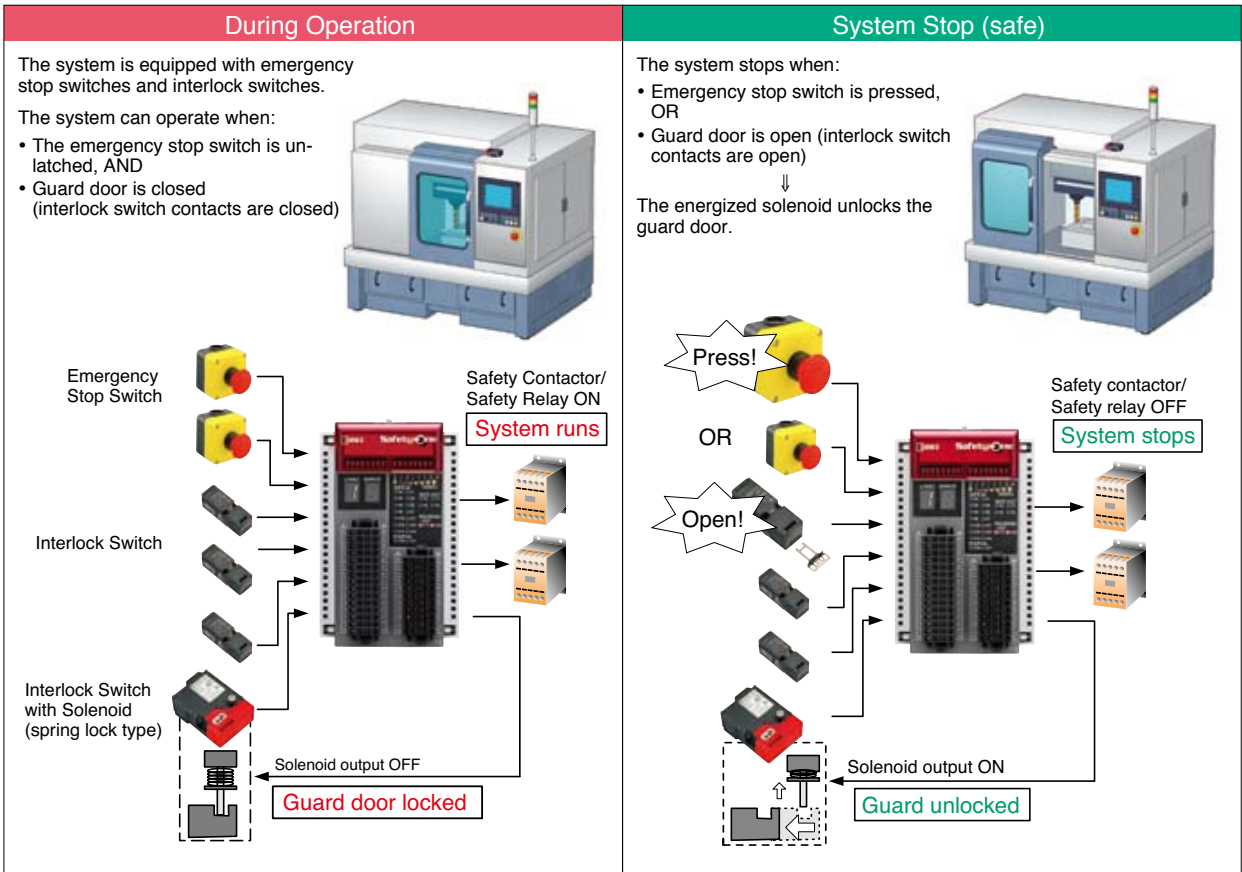 During Operation
The system is equipped with emergency
stop switches and interlock switches.
The system can operate when:
• The emergency stop switch is un-
latched, AND
• Guard door is closed
(interlock switch contacts are closed)
Emergency
Stop Switch
Safety Contactor/
Safety Relay ON
System runs
SafetyOne
Interlock Switch
Interlock Switch
with Solenoid
(spring lock type)
Solenoid output OFF
Guard door locked
System Stop (safe)
The system stops when:
• Emergency stop switch is pressed,
OR
• Guard door is open (interlock switch
contacts are open)
⇓
The energized solenoid unlocks the
guard door.
Press!
OR
Open!
Safety contactor/
Safety relay OFF
System stops
SafetyOne
Solenoid output ON
Guard unlocked